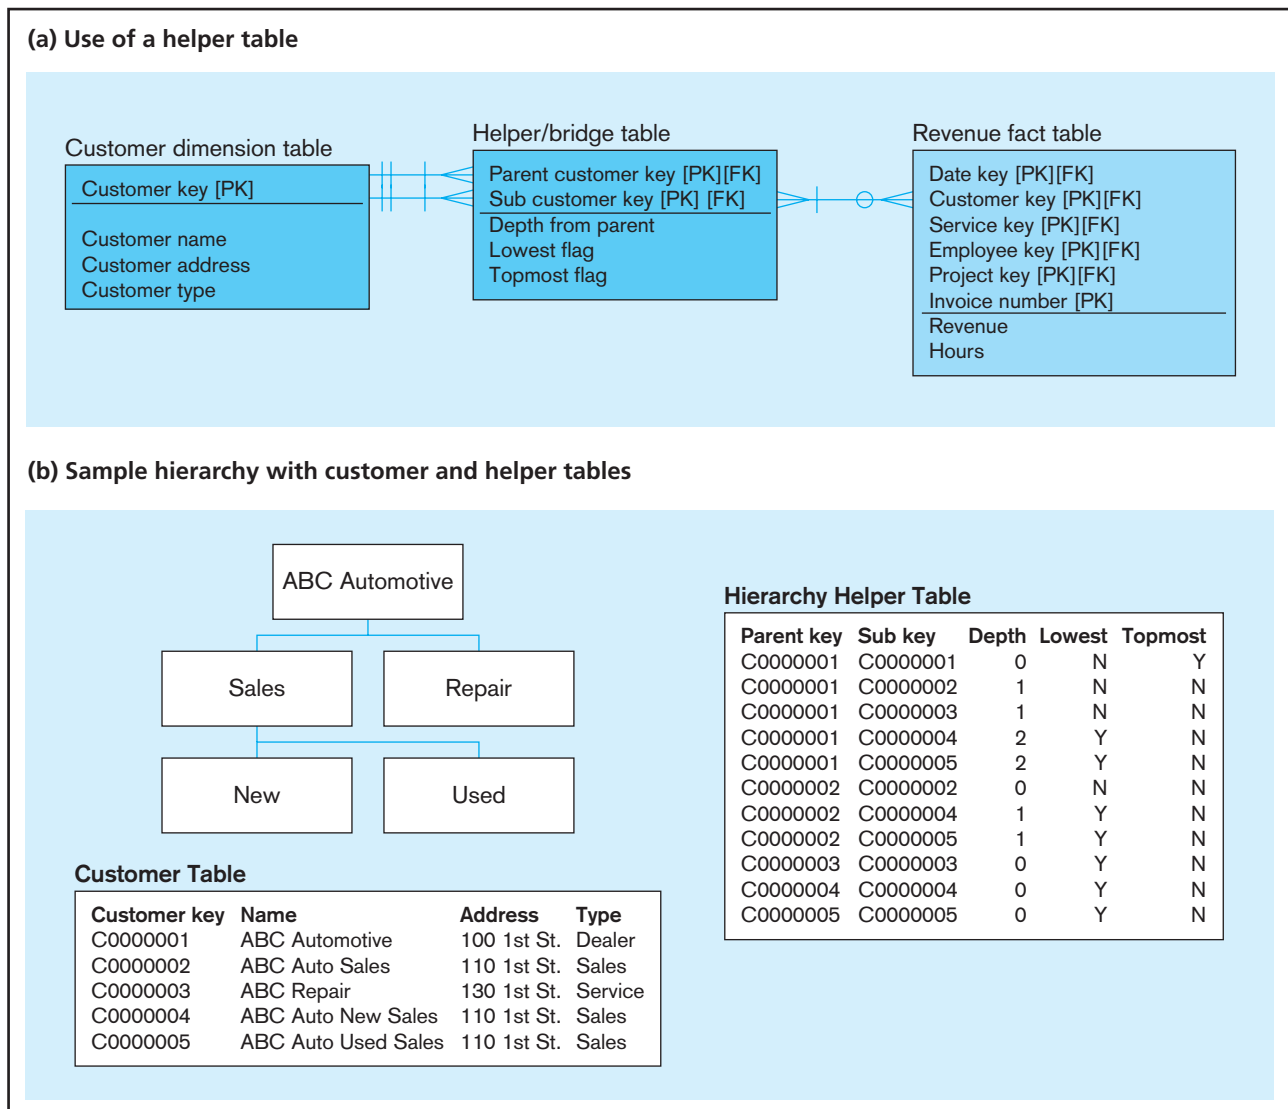 (a) Use of a helper table
Customer dimension table
Customer key [PK]
Customer name
Customer address
Customer type
Helper/bridge table
Parent customer key [PK][FK]
Sub customer key [PK] [FK]
Depth from parent
Lowest flag
Topmost flag
Revenue fact table
Date key [PK][FK]
Customer key [PK][FK]
Service key [PK][FK]
Employee key [PK][FK]
Project key [PK][FK]
Invoice number [PK]
Revenue
Hours
(b) Sample hierarchy with customer and helper tables
ABC Automotive
Sales
Repair
New
Used
Customer Table
Customer key Name Address Type
C0000001 ABC Automotive 100 1st St. Dealer
C0000002 ABC Auto Sales 110 1st St. Sales
C0000003 ABC Repair 130 1st St. Service
C0000004 ABC Auto New Sales 110 1st St. Sales
C0000005 ABC Auto Used Sales 110 1st St. Sales
Hierarchy Helper Table
Parent key Sub key Depth Lowest Topmost
C0000001 C0000001 0 N Y
C0000001 C0000002 1 N N
C0000001 C0000003 1 N N
C0000001 C0000004 2 Y N
C0000001 C0000005 2 Y N
C0000002 C0000002 0 N N
C0000002 C0000004 1 Y N
C0000002 C0000005 1 Y N
C0000003 C0000003 0 Y N
C0000004 C0000004 0 Y N
C0000005 C0000005 0 Y N